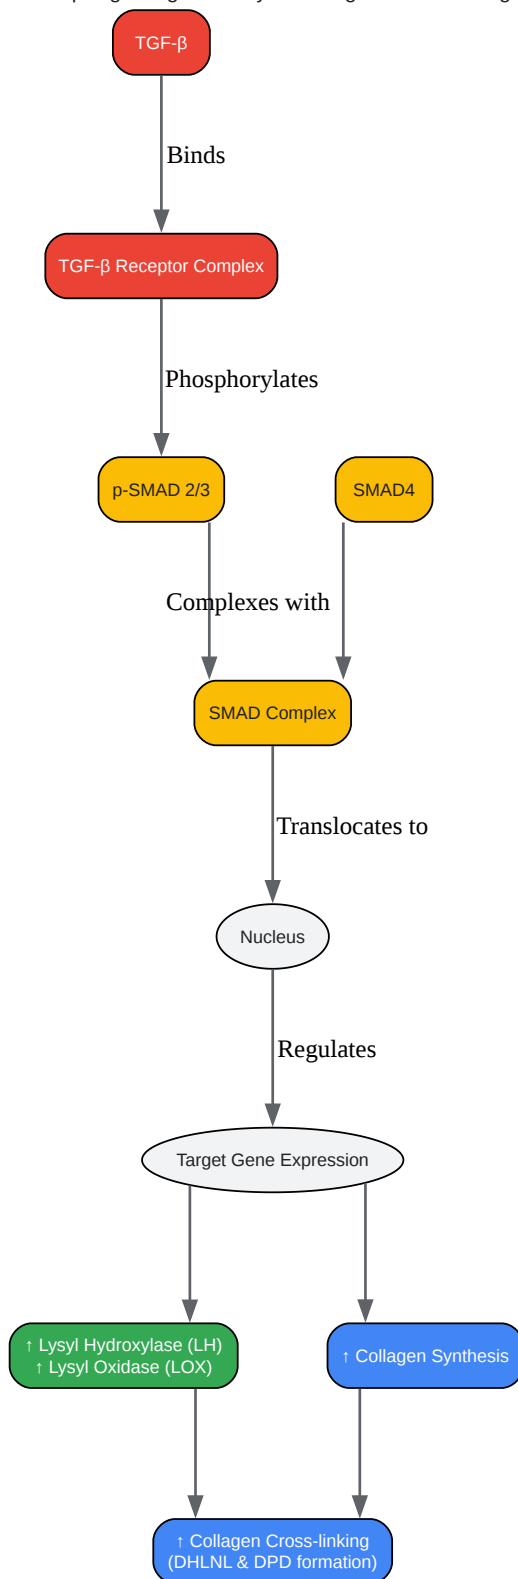 TGF-β
Binds
TGF-β Receptor Complex
Phosphorylates
p-SMAD 2/3
SMAD4
Complexes with
SMAD Complex
Translocates to
Nucleus
Regulates
Target Gene Expression
↑ Lysyl Hydroxylase (LH)
↑ Lysyl Oxidase (LOX)
↑ Collagen Synthesis
↑ Collagen Cross-linking
(DHLNL & DPD formation)